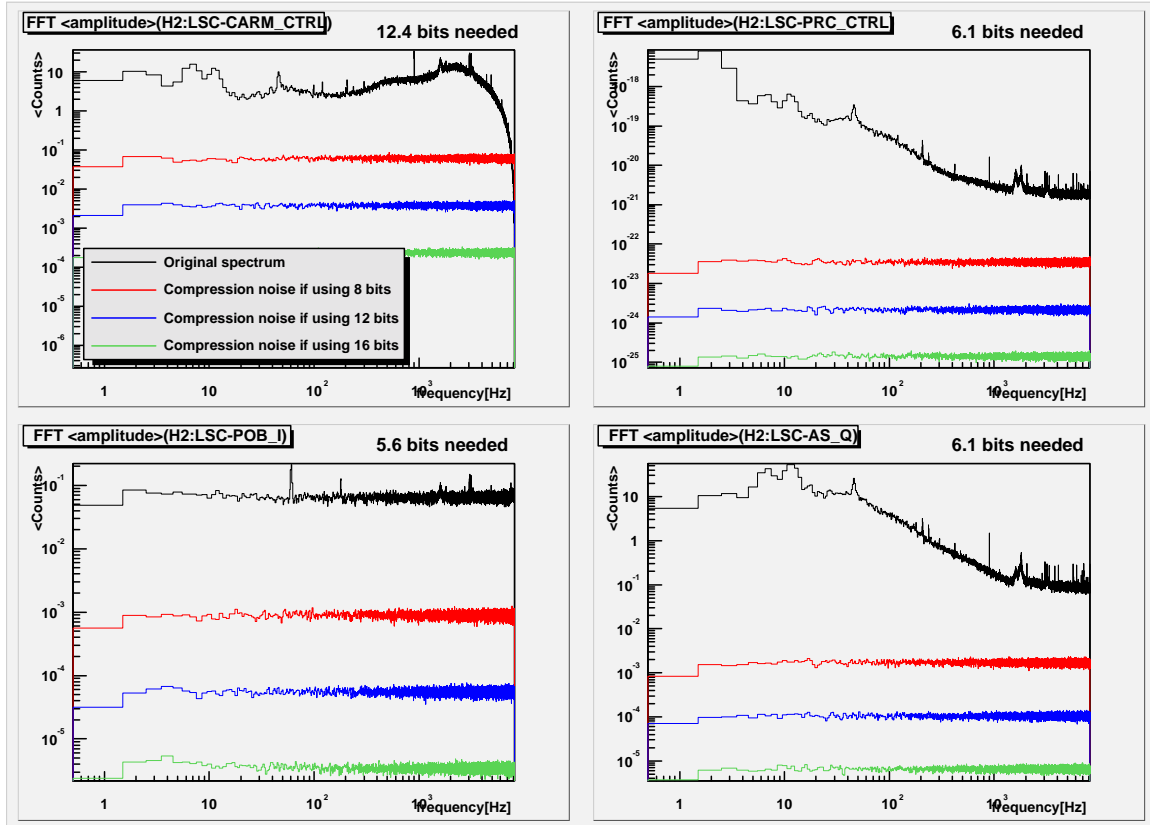 FFT <amplitude>(H2:LSC-CARM_CTRL)
12.4 bits needed
<Counts>
10
1
10^-1
10^-2
10^-3
10^-4
10^-5
10^-6
Original spectrum
Compression noise if using 8 bits
Compression noise if using 12 bits
Compression noise if using 16 bits
1 10 10^2 10^3
frequency[Hz]
FFT <amplitude>(H2:LSC-PRC_CTRL)
6.1 bits needed
<Counts>
10^-18
10^-19
10^-20
10^-21
10^-22
10^-23
10^-24
10^-25
1 10 10^2 10^3
frequency[Hz]
FFT <amplitude>(H2:LSC-POB_I)
5.6 bits needed
<Counts>
10^-1
10^-2
10^-3
10^-4
10^-5
1 10 10^2 10^3
frequency[Hz]
FFT <amplitude>(H2:LSC-AS_Q)
6.1 bits needed
<Counts>
10
1
10^-1
10^-2
10^-3
10^-4
10^-5
1 10 10^2 10^3
frequency[Hz]